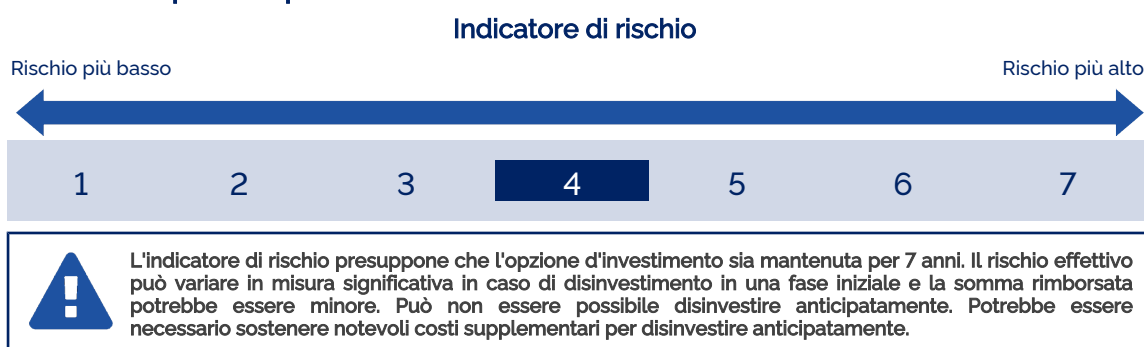 Indicatore di rischio
Rischio più basso
Rischio più alto
1 2 3 4 5 6 7
L'indicatore di rischio presuppone che l'opzione d'investimento sia mantenuta per 7 anni. Il rischio effettivo
può variare in misura significativa in caso di disinvestimento in una fase iniziale e la somma rimborsata
potrebbe essere minore. Può non essere possibile disinvestire anticipatamente. Potrebbe essere
necessario sostenere notevoli costi supplementari per disinvestire anticipatamente.